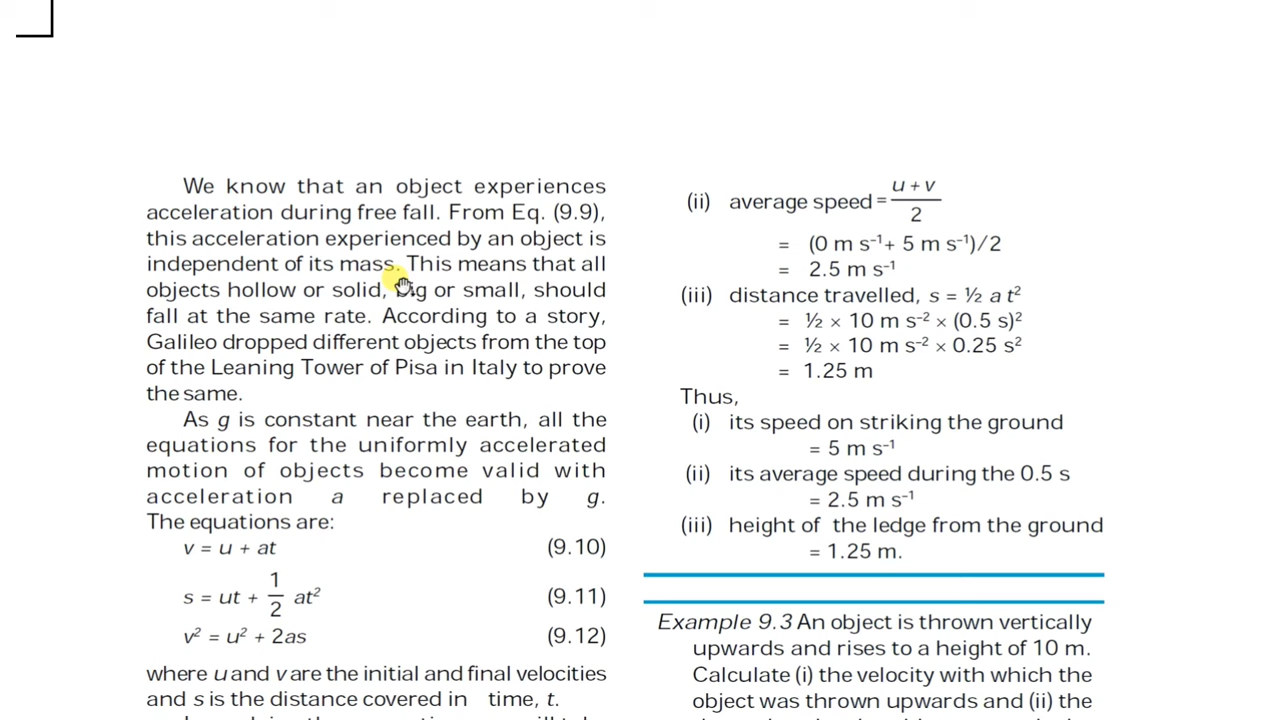 We know that an object experiences
acceleration during free fall. From Eq. (9.9),
this acceleration experienced by an object is
independent of its mass. This means that all
objects hollow or solid, big or small, should
fall at the same rate. According to a story,
Galileo dropped different objects from the top
of the Leaning Tower of Pisa in Italy to prove
the same.
As g is constant near the earth, all the
equations for the uniformly accelerated
motion of objects become valid with
acceleration a replaced by g.
The equations are:
v = u + at (9.10)
s = ut + 1/2 at² (9.11)
v² = u² + 2as (9.12)
where u and v are the initial and final velocities
and s is the distance covered in time, t.
(ii) average speed = u + v / 2
= (0 m s⁻¹ + 5 m s⁻¹)/2
= 2.5 m s⁻¹
(iii) distance travelled, s = ½ a t²
= ½ × 10 m s⁻² × (0.5 s)²
= ½ × 10 m s⁻² × 0.25 s²
= 1.25 m
Thus,
(i) its speed on striking the ground
= 5 m s⁻¹
(ii) its average speed during the 0.5 s
= 2.5 m s⁻¹
(iii) height of the ledge from the ground
= 1.25 m.
Example 9.3 An object is thrown vertically
upwards and rises to a height of 10 m.
Calculate (i) the velocity with which the
object was thrown upwards and (ii) the